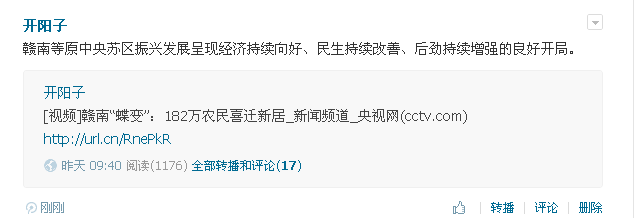 开阳子
赣南等原中央苏区振兴发展呈现经济持续向好、民生持续改善、后劲持续增强的良好开局。
开阳子
[视频]赣南“蝶变”：182万农民喜迁新居_新闻频道_央视网(cctv.com)
http://url.cn/RnePkR
昨天 09:40 阅读(1176) 全部转播和评论(17)
刚刚 转播 评论 删除